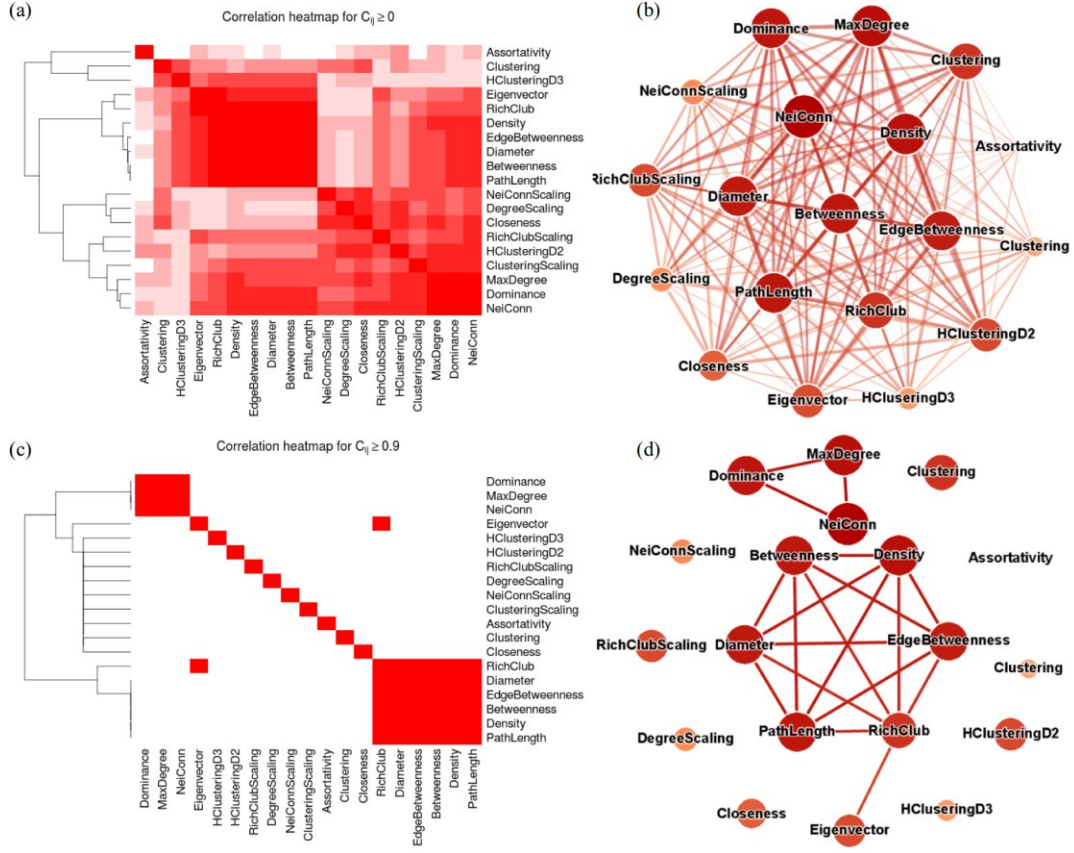 (a)
Correlation heatmap for Cij ≥ 0
Assortativity
Clustering
HClusteringD3
Eigenvector
RichClub
Density
EdgeBetweenness
Diameter
Betweenness
PathLength
NeiConnScaling
DegreeScaling
Closeness
RichClubScaling
HClusteringD2
ClusteringScaling
MaxDegree
Dominance
NeiConn
Assortativity
Clustering
HClusteringD3
Eigenvector
RichClub
Density
EdgeBetweenness
Diameter
Betweenness
PathLength
NeiConnScaling
DegreeScaling
Closeness
RichClubScaling
HClusteringD2
ClusteringScaling
MaxDegree
Dominance
NeiConn
(b)
Dominance
MaxDegree
Clustering
NeiConnScaling
NeiConn
Density
Assortativity
RichClubScaling
Diameter
Betweenness
EdgeBetweenness
Clustering
DegreeScaling
PathLength
RichClub
HClusteringD2
Closeness
Eigenvector
HCluseringD3
(c)
Correlation heatmap for Cij ≥ 0.9
Dominance
MaxDegree
NeiConn
Eigenvector
HClusteringD3
HClusteringD2
RichClubScaling
DegreeScaling
NeiConnScaling
ClusteringScaling
Assortativity
Clustering
Closeness
RichClub
Diameter
EdgeBetweenness
Betweenness
Density
PathLength
Dominance
MaxDegree
NeiConn
Eigenvector
HClusteringD3
HClusteringD2
RichClubScaling
DegreeScaling
NeiConnScaling
ClusteringScaling
Assortativity
Clustering
Closeness
RichClub
Diameter
EdgeBetweenness
Betweenness
Density
PathLength
(d)
MaxDegree
Dominance
Clustering
NeiConn
NeiConnScaling
Betweenness
Density
Assortativity
RichClubScaling
Diameter
EdgeBetweenness
Clustering
DegreeScaling
PathLength
RichClub
HClusteringD2
Closeness
Eigenvector
HCluseringD3